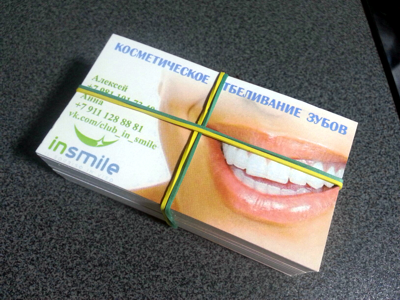 КОСМЕТИЧЕСКОЕ ОТБЕЛИВАНИЕ ЗУБОВ
Алексей
Анна
+7 911 128 88 81
vk.com/club_in_smile
insmile